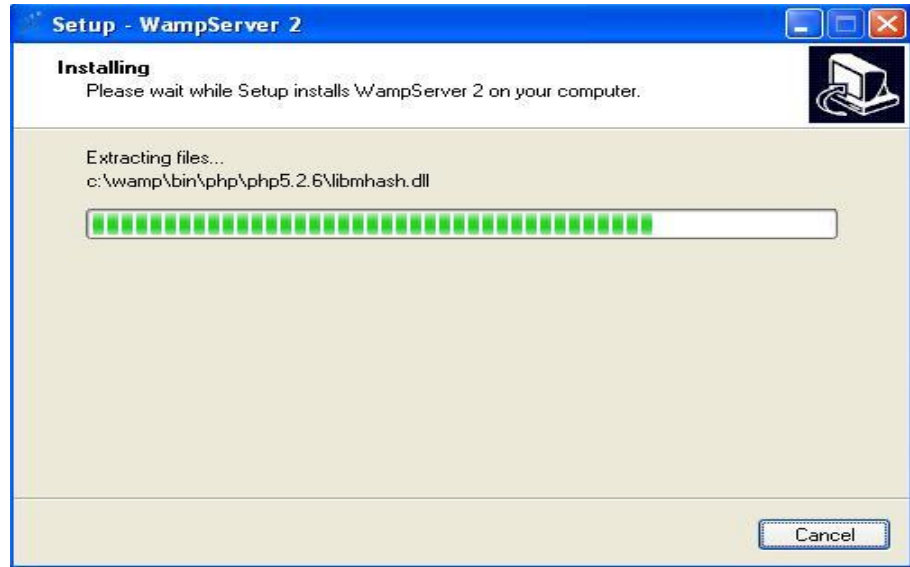 Setup - WampServer 2
Installing
Please wait while Setup installs WampServer 2 on your computer.
Extracting files...
c:\wamp\bin\php\php5.2.6\libmhash.dll
Cancel